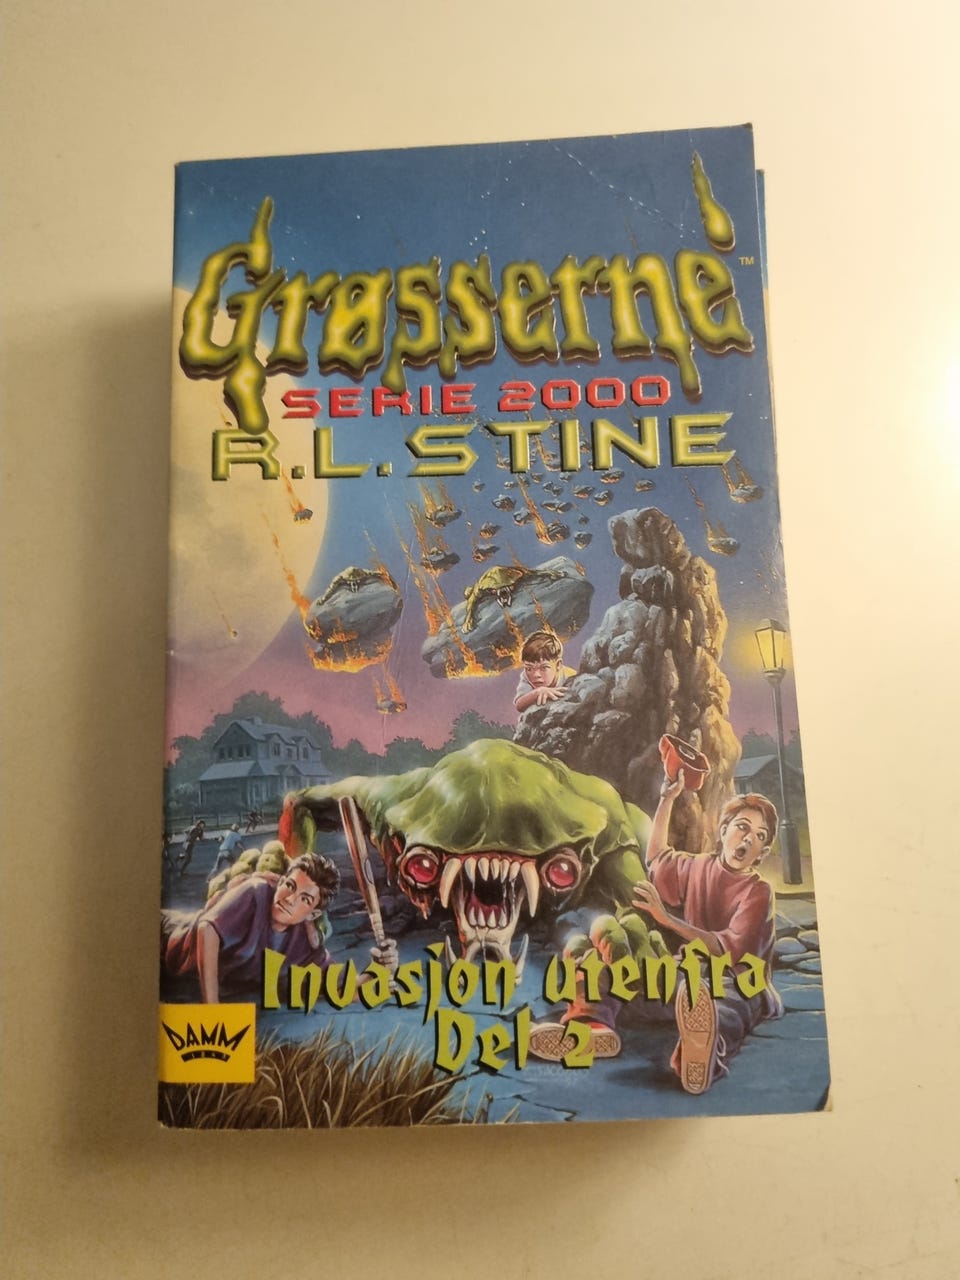 Grøsserne™
SERIE 2000
R.L. STINE
Invasjon utenfra
Del 2
DAMM